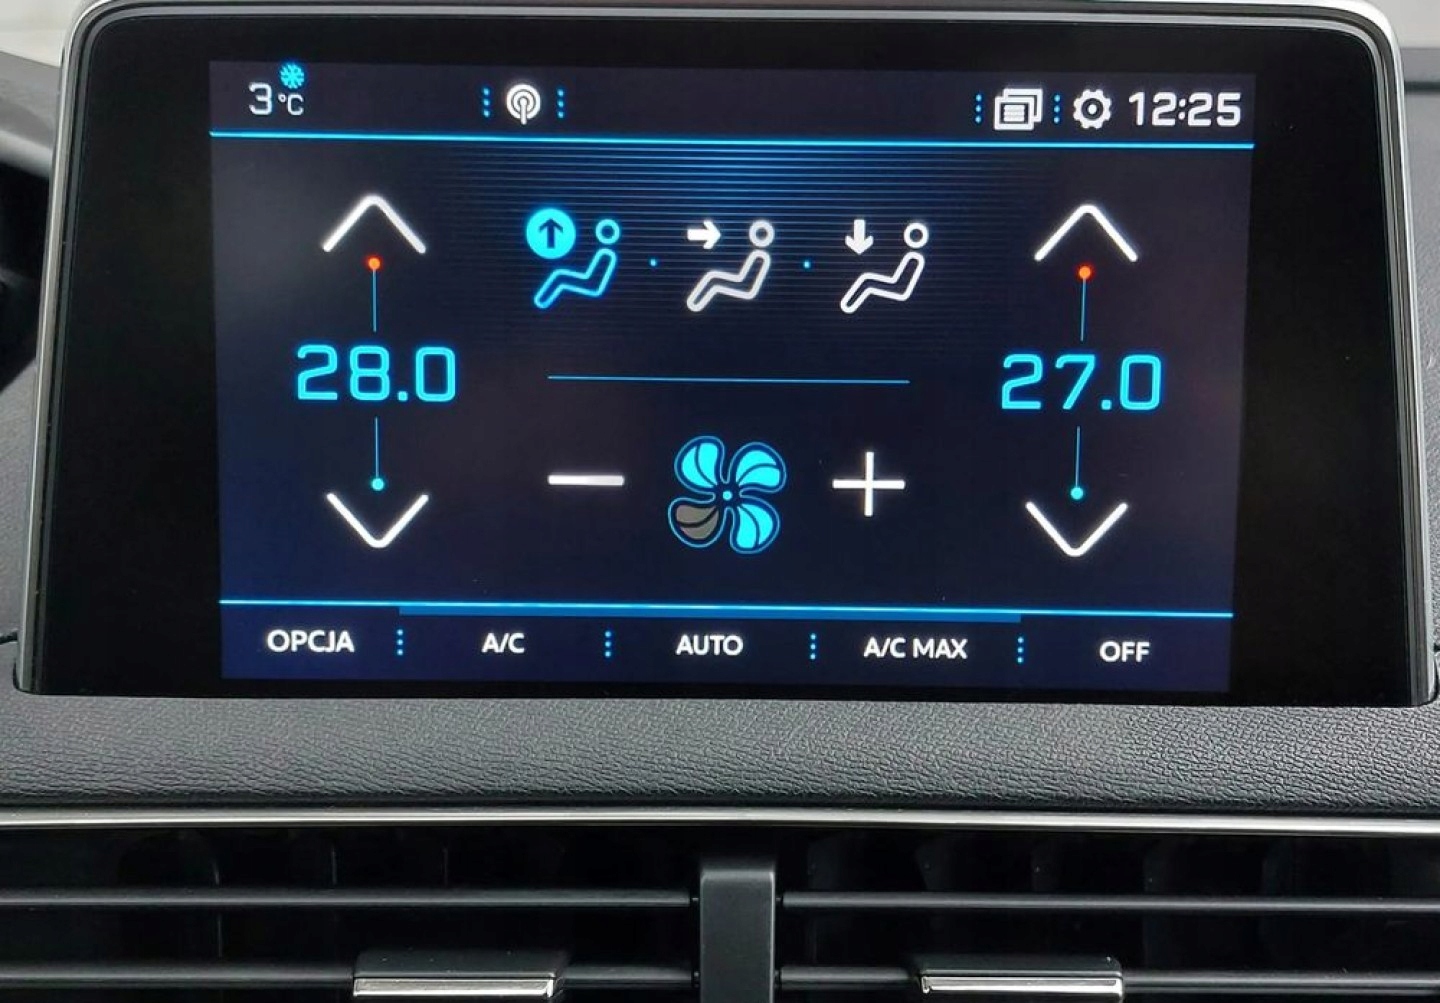 3°C 12:25
28.0 27.0
OPCJA A/C AUTO A/C MAX OFF